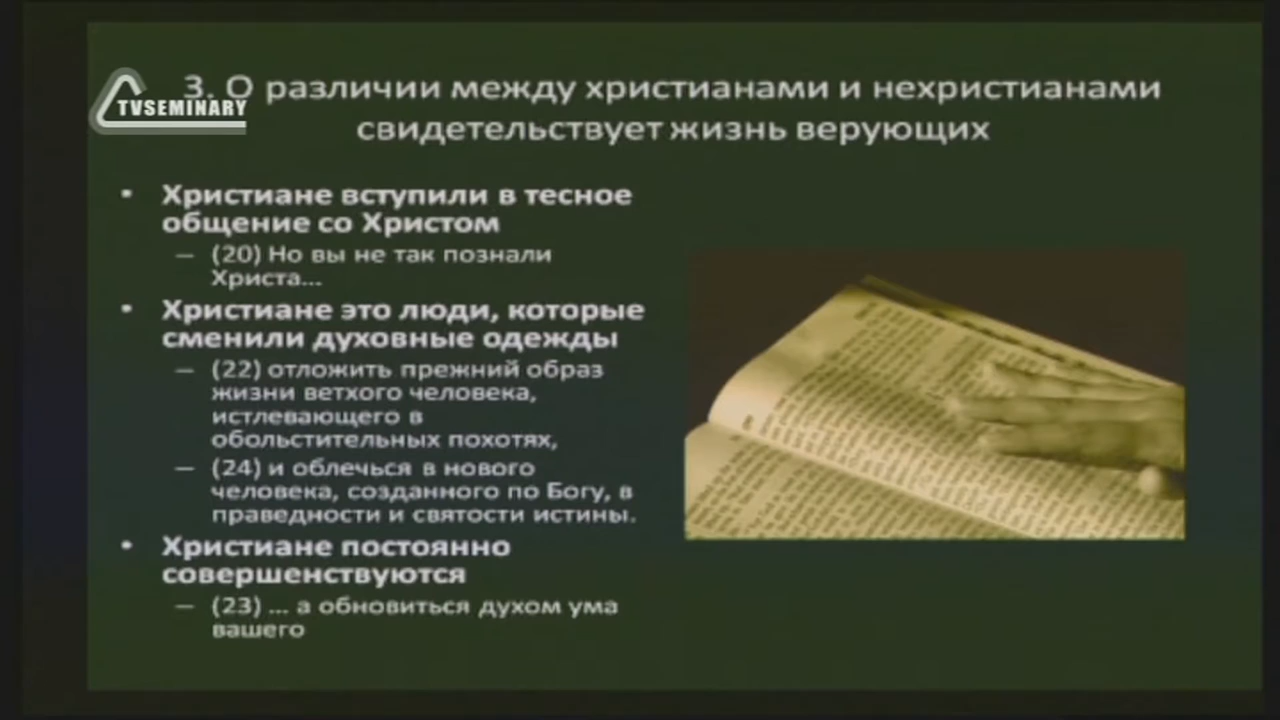 TVSEMINARY
3. О различии между христианами и нехристианами
свидетельствует жизнь верующих
• Христиане вступили в тесное
общение со Христом
– (20) Но вы не так познали
Христа...
• Христиане это люди, которые
сменили духовные одежды
– (22) отложить прежний образ
жизни ветхого человека,
истлевающего в
обольстительных похотях,
– (24) и облечься в нового
человека, созданного по Богу, в
праведности и святости истины.
• Христиане постоянно
совершенствуются
– (23) ... а обновиться духом ума
вашего